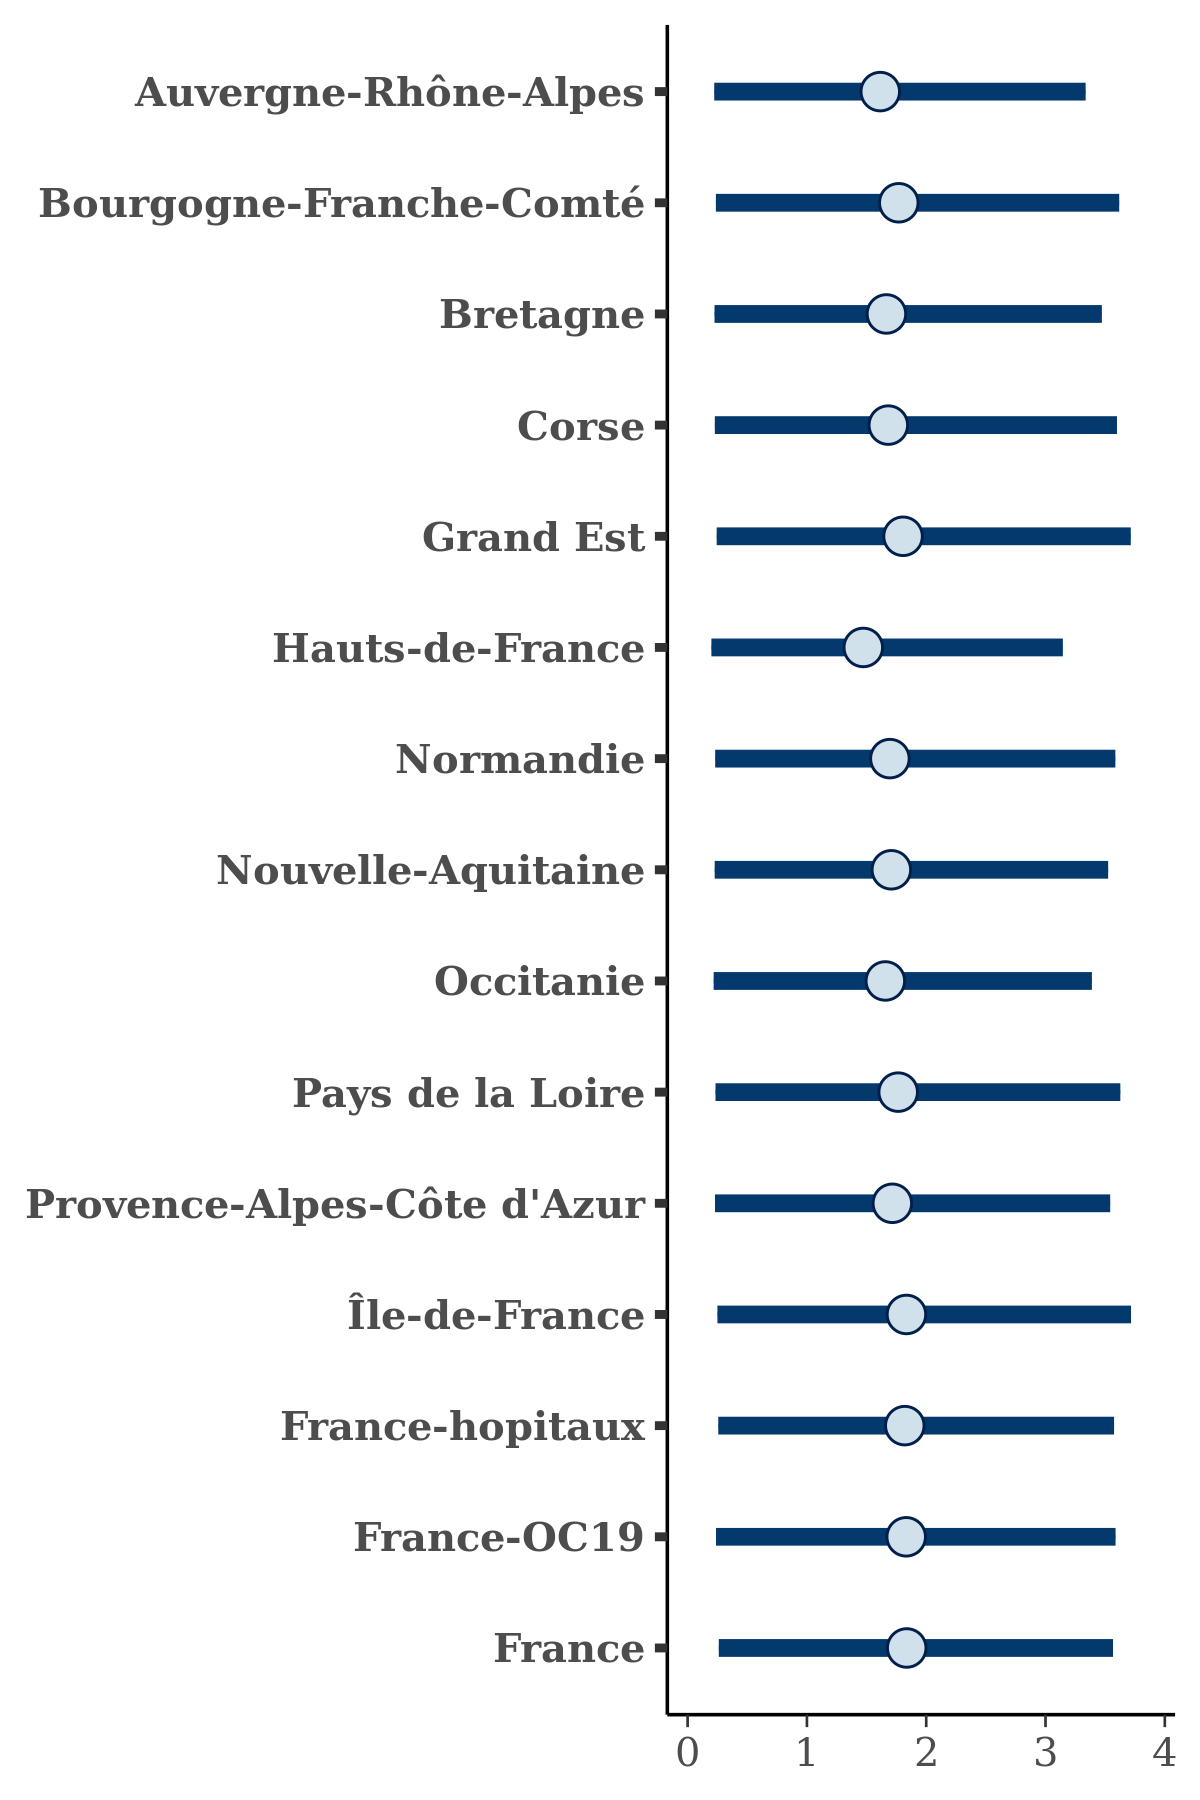 Auvergne-Rhône-Alpes
Bourgogne-Franche-Comté
Bretagne
Corse
Grand Est
Hauts-de-France
Normandie
Nouvelle-Aquitaine
Occitanie
Pays de la Loire
Provence-Alpes-Côte d'Azur
Île-de-France
France-hopitaux
France-OC19
France
0 1 2 3 4